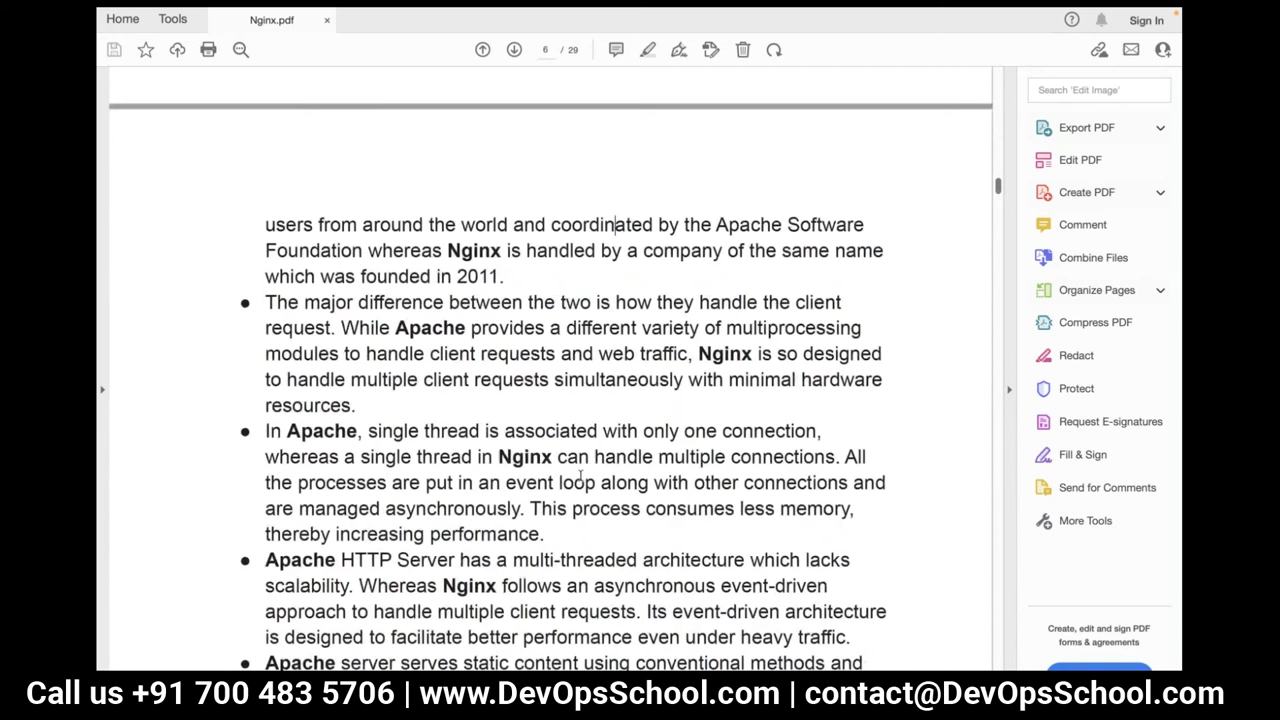 Home Tools Nginx.pdf × Sign In
6 / 29
Search 'Edit Image'
Export PDF
Edit PDF
Create PDF
Comment
Combine Files
Organize Pages
Compress PDF
Redact
Protect
Request E-signatures
Fill & Sign
Send for Comments
More Tools
Create, edit and sign PDF
forms & agreements
users from around the world and coordinated by the Apache Software
Foundation whereas Nginx is handled by a company of the same name
which was founded in 2011.
● The major difference between the two is how they handle the client
request. While Apache provides a different variety of multiprocessing
modules to handle client requests and web traffic, Nginx is so designed
to handle multiple client requests simultaneously with minimal hardware
resources.
● In Apache, single thread is associated with only one connection,
whereas a single thread in Nginx can handle multiple connections. All
the processes are put in an event loop along with other connections and
are managed asynchronously. This process consumes less memory,
thereby increasing performance.
● Apache HTTP Server has a multi-threaded architecture which lacks
scalability. Whereas Nginx follows an asynchronous event-driven
approach to handle multiple client requests. Its event-driven architecture
is designed to facilitate better performance even under heavy traffic.
● Apache server serves static content using conventional methods and
Call us +91 700 483 5706 | www.DevOpsSchool.com | contact@DevOpsSchool.com